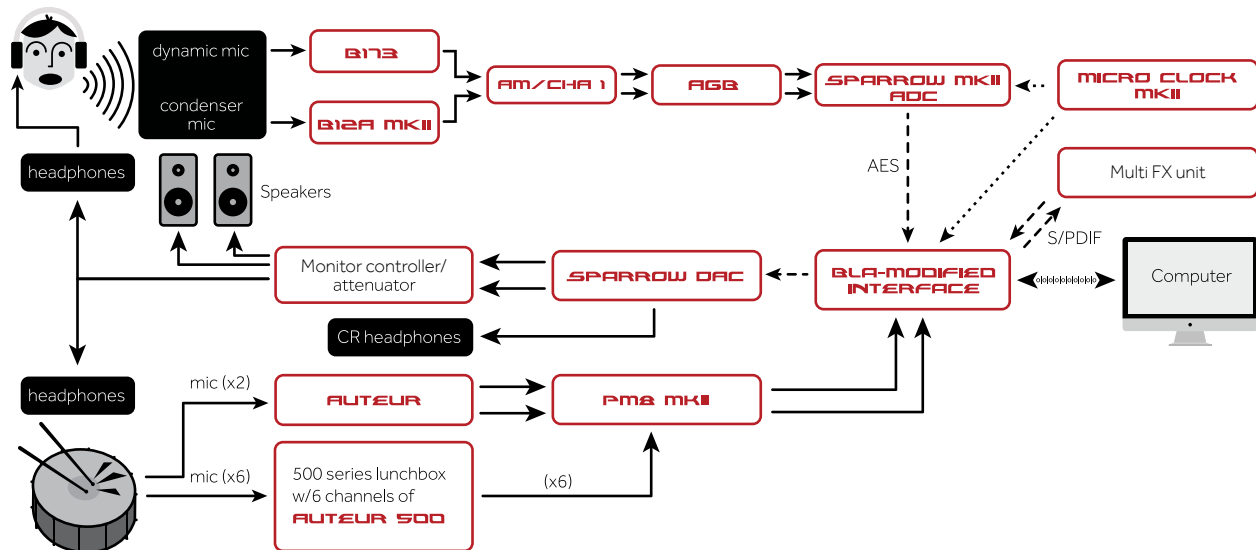 dynamic mic
condenser
mic
B173
B12A MKII
AM/CHA 1
AGB
SPARROW MKII
ADC
MICRO CLOCK
MKII
headphones
Speakers
AES
Multi FX unit
S/PDIF
Monitor controller/
attenuator
SPARROW DAC
BLA-MODIFIED
INTERFACE
Computer
CR headphones
headphones
mic (x2)
AUTEUR
PM8 MKII
mic (x6)
500 series lunchbox
w/6 channels of
AUTEUR 500
(x6)